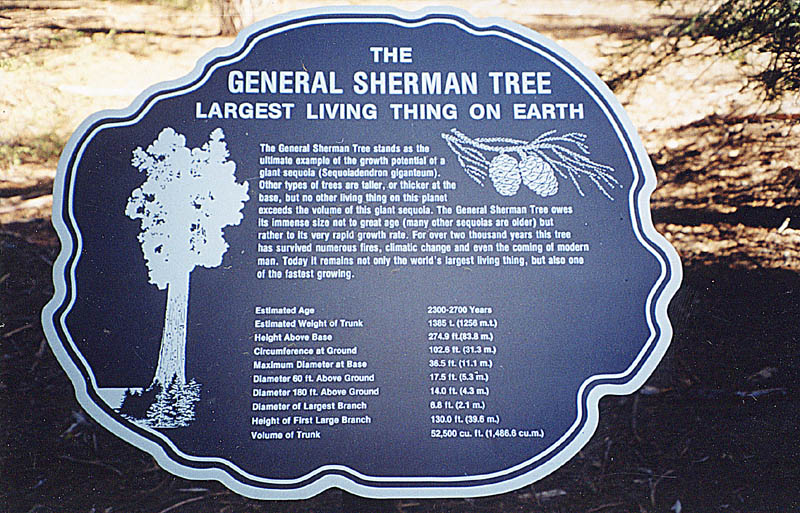 THE
GENERAL SHERMAN TREE
LARGEST LIVING THING ON EARTH
The General Sherman Tree stands as the
ultimate example of the growth potential of a
giant sequoia (Sequoiadendron giganteum).
Other types of trees are taller, or thicker at the
base, but no other living thing on this planet
exceeds the volume of this giant sequoia. The General Sherman Tree owes
its immense size not to great age (many other sequoias are older) but
rather to its very rapid growth rate. For over two thousand years this tree
has survived numerous fires, climatic change and even the coming of modern
man. Today it remains not only the world's largest living thing, but also one
of the fastest growing.
Estimated Age 2300-2700 Years
Estimated Weight of Trunk 1385 t. (1256 m.t.)
Height Above Base 274.9 ft.(83.8 m.)
Circumference at Ground 102.6 ft. (31.3 m.)
Maximum Diameter at Base 36.5 ft. (11.1 m.)
Diameter 60 ft. Above Ground 17.5 ft. (5.3 m.)
Diameter 180 ft. Above Ground 14.0 ft. (4.3 m.)
Diameter of Largest Branch 6.8 ft. (2.1 m.)
Height of First Large Branch 130.0 ft. (39.6 m.)
Volume of Trunk 52,500 cu. ft. (1,486.6 cu.m.)